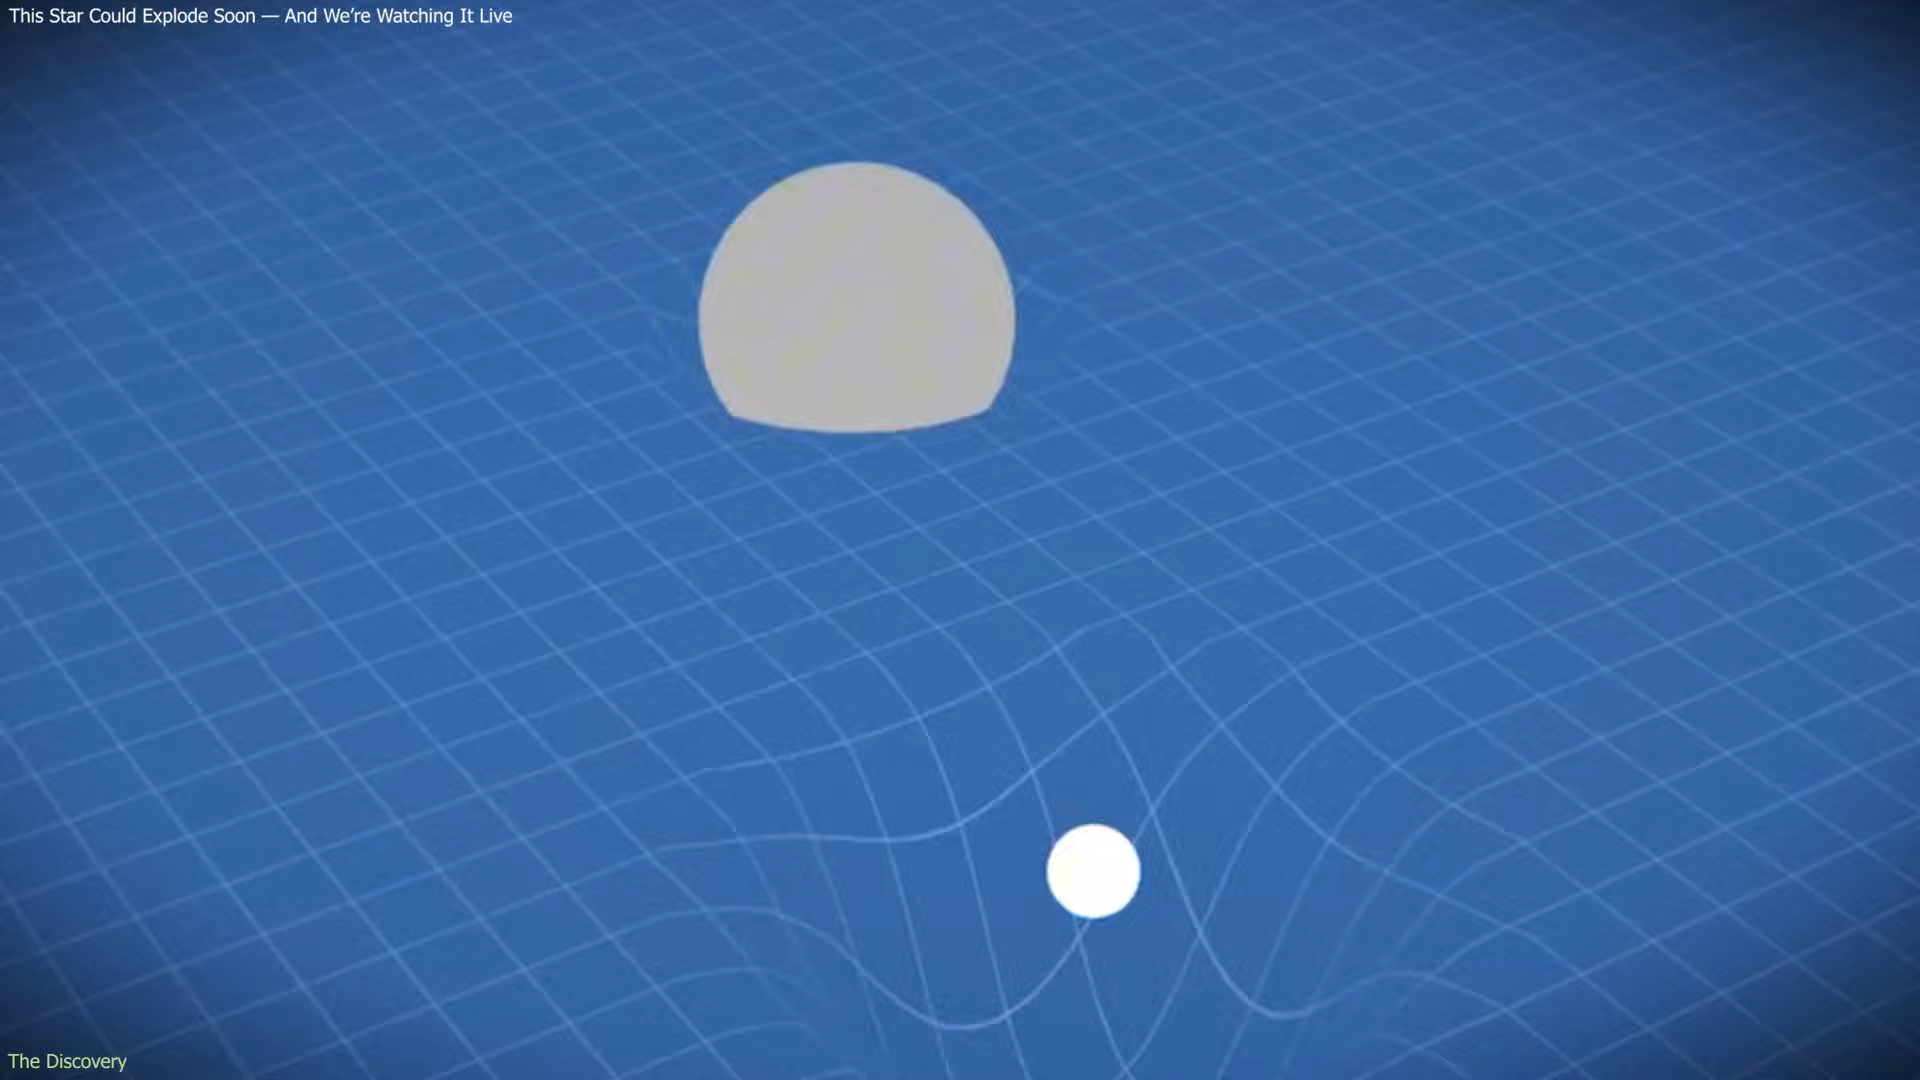 This Star Could Explode Soon — And We’re Watching It Live
The Discovery